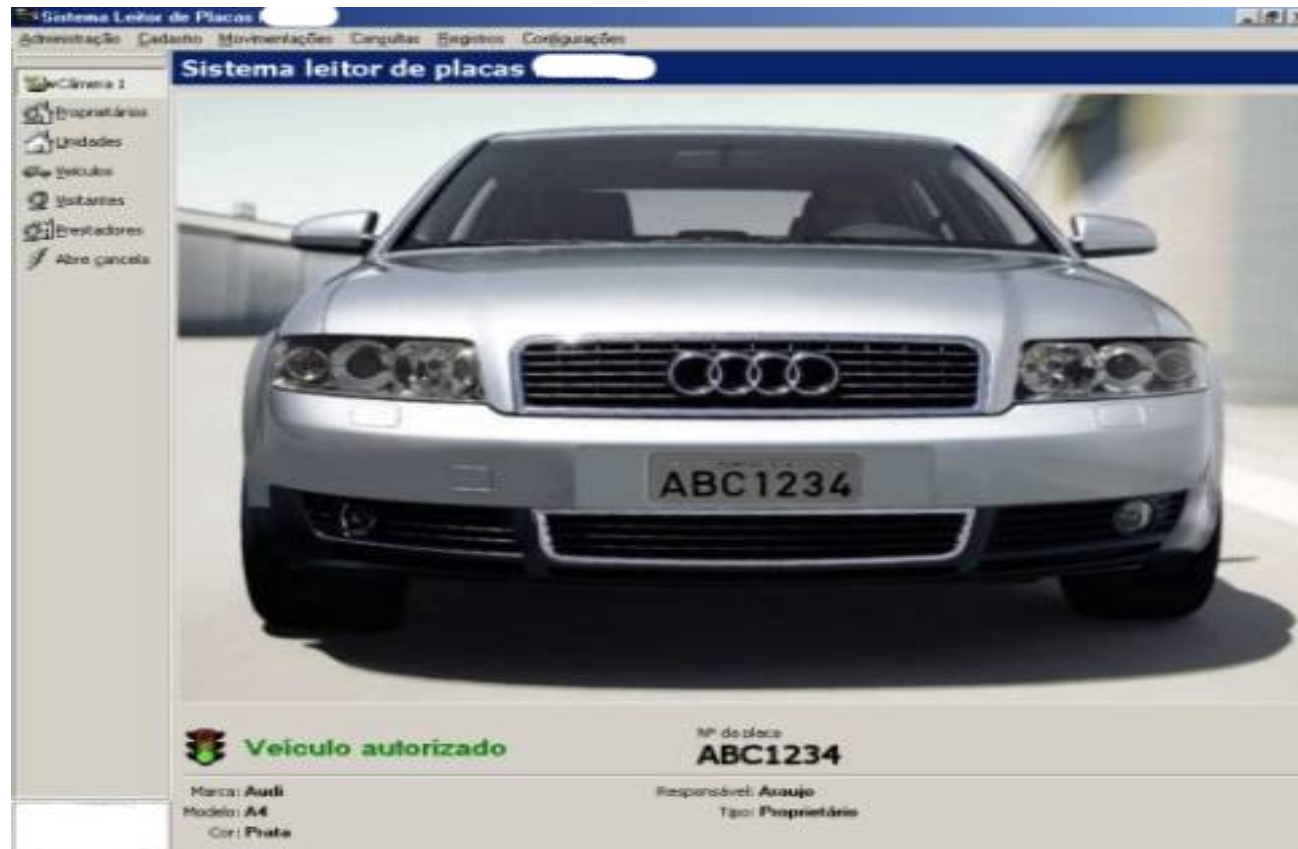 Sistema Leitor de Placas
Administração Cadastro Movimentações Consultas Registros Configurações
Sistema leitor de placas
Câmera 1
Proprietários
Unidades
Veículos
Visitantes
Prestadores
Abre cancela
ABC1234
Veículo autorizado
Nº da placa
ABC1234
Marca: Audi
Responsável: Araujo
Modelo: A4
Tipo: Proprietário
Cor: Prata